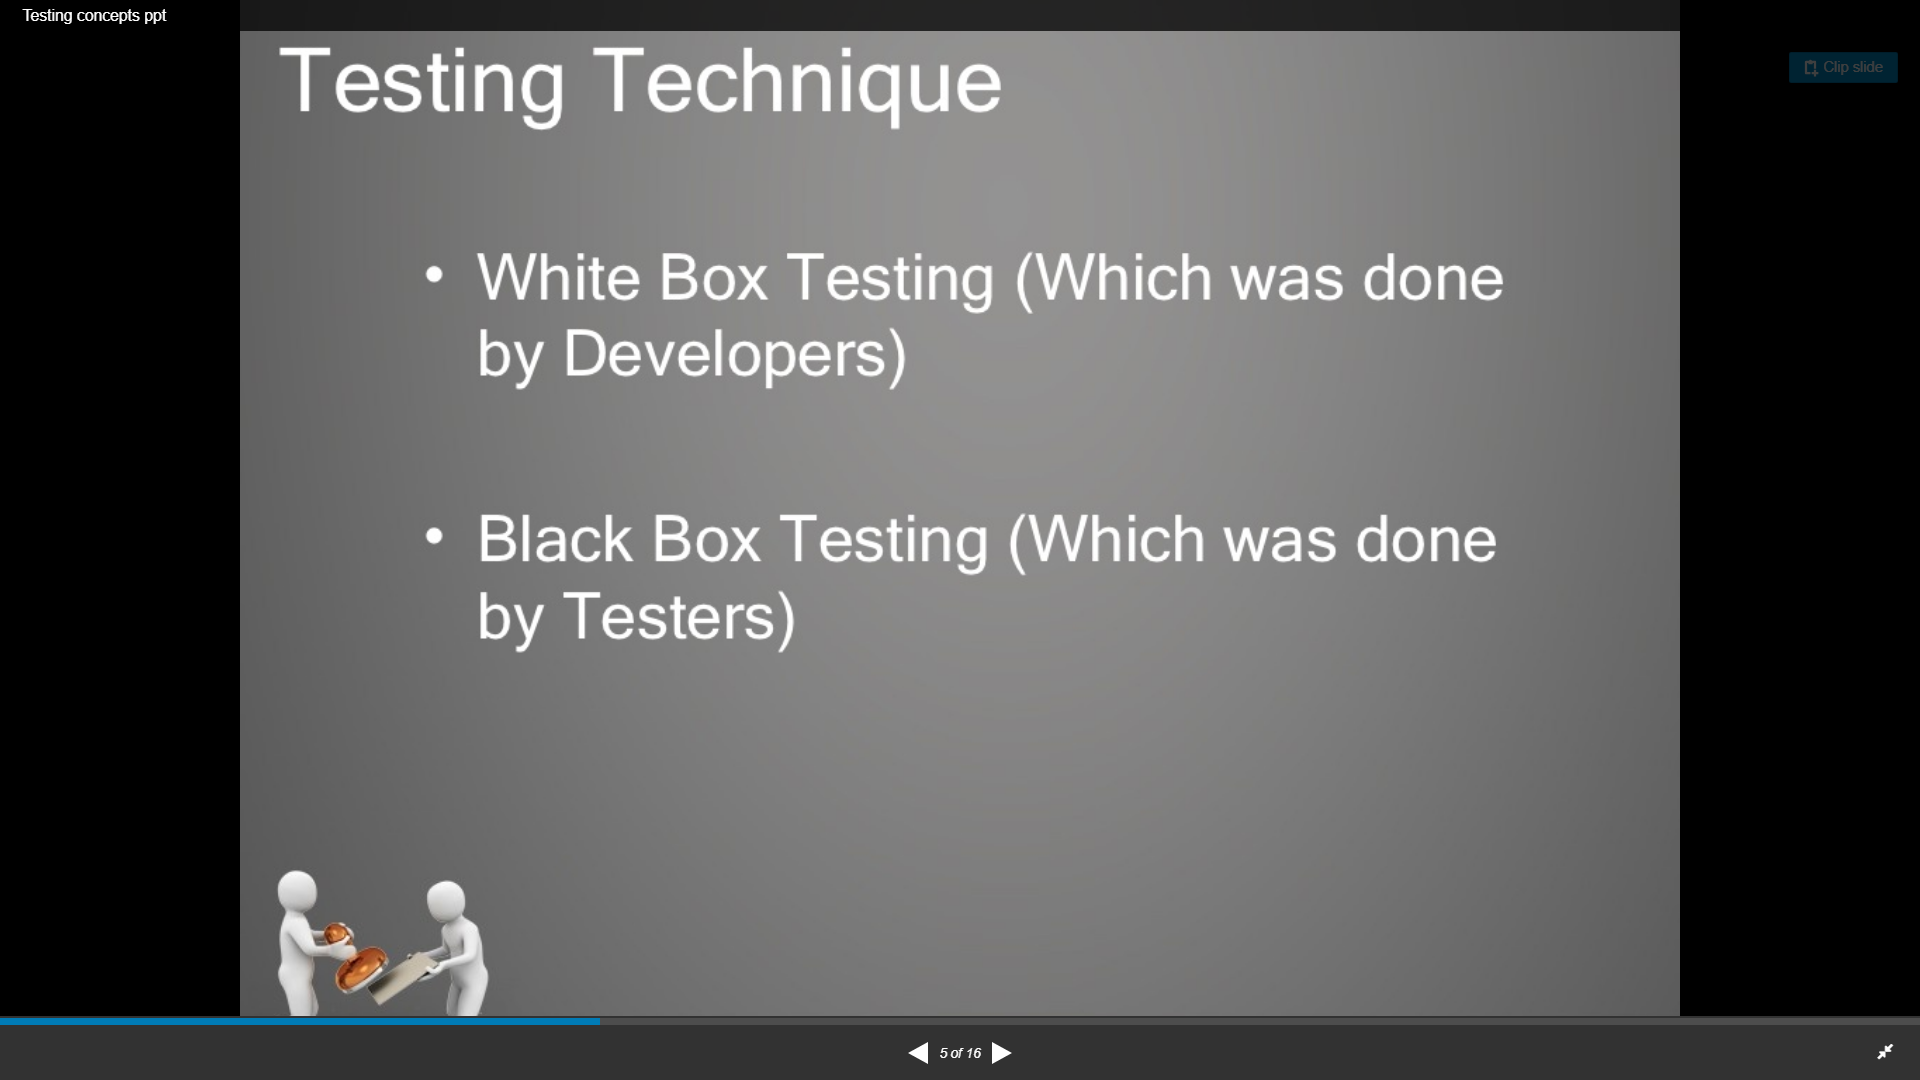 Testing concepts ppt
Clip slide
Testing Technique
• White Box Testing (Which was done
by Developers)
• Black Box Testing (Which was done
by Testers)
5 of 16